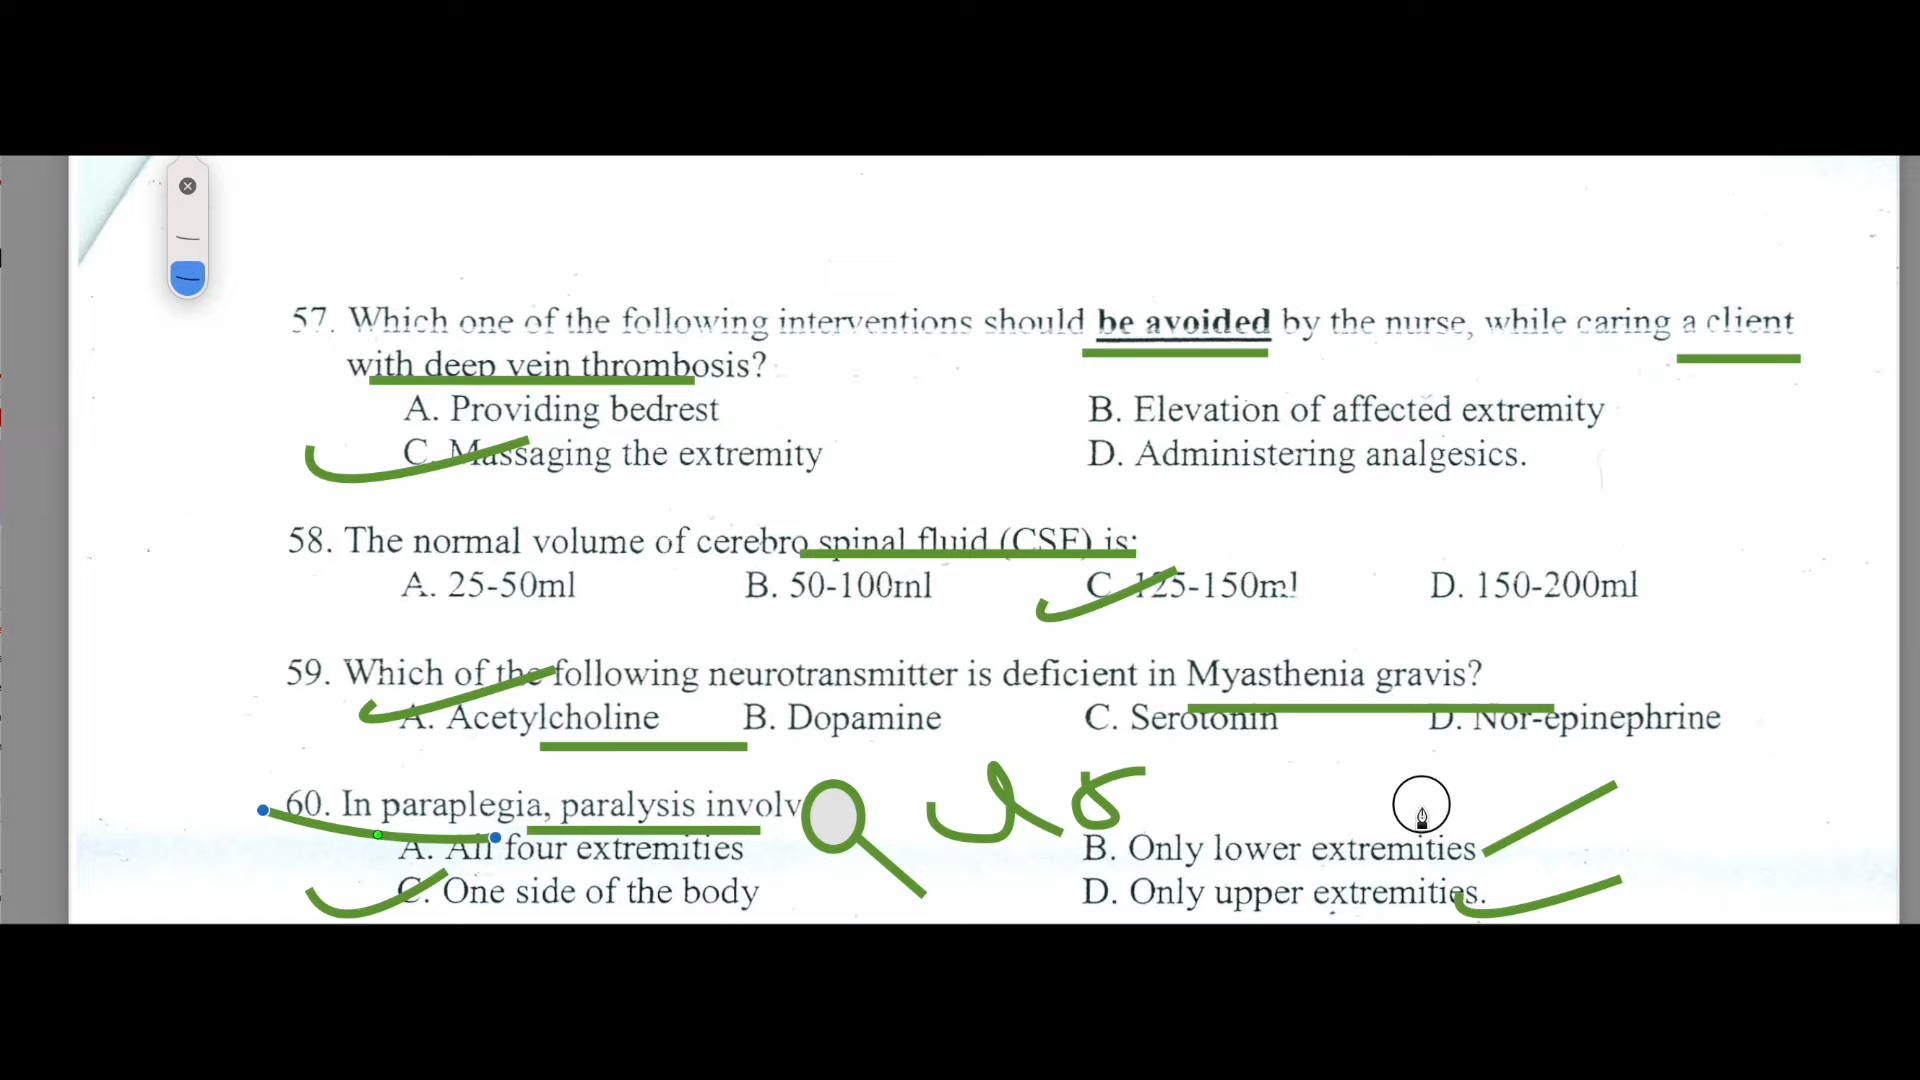 57. Which one of the following interventions should be avoided by the nurse, while caring a client
with deep vein thrombosis?
A. Providing bedrest B. Elevation of affected extremity
C. Massaging the extremity D. Administering analgesics.
58. The normal volume of cerebro spinal fluid (CSF) is:
A. 25-50ml B. 50-100ml C. 125-150ml D. 150-200ml
59. Which of the following neurotransmitter is deficient in Myasthenia gravis?
A. Acetylcholine B. Dopamine C. Serotonin D. Nor-epinephrine
60. In paraplegia, paralysis involv
A. All four extremities B. Only lower extremities
C. One side of the body D. Only upper extremities.